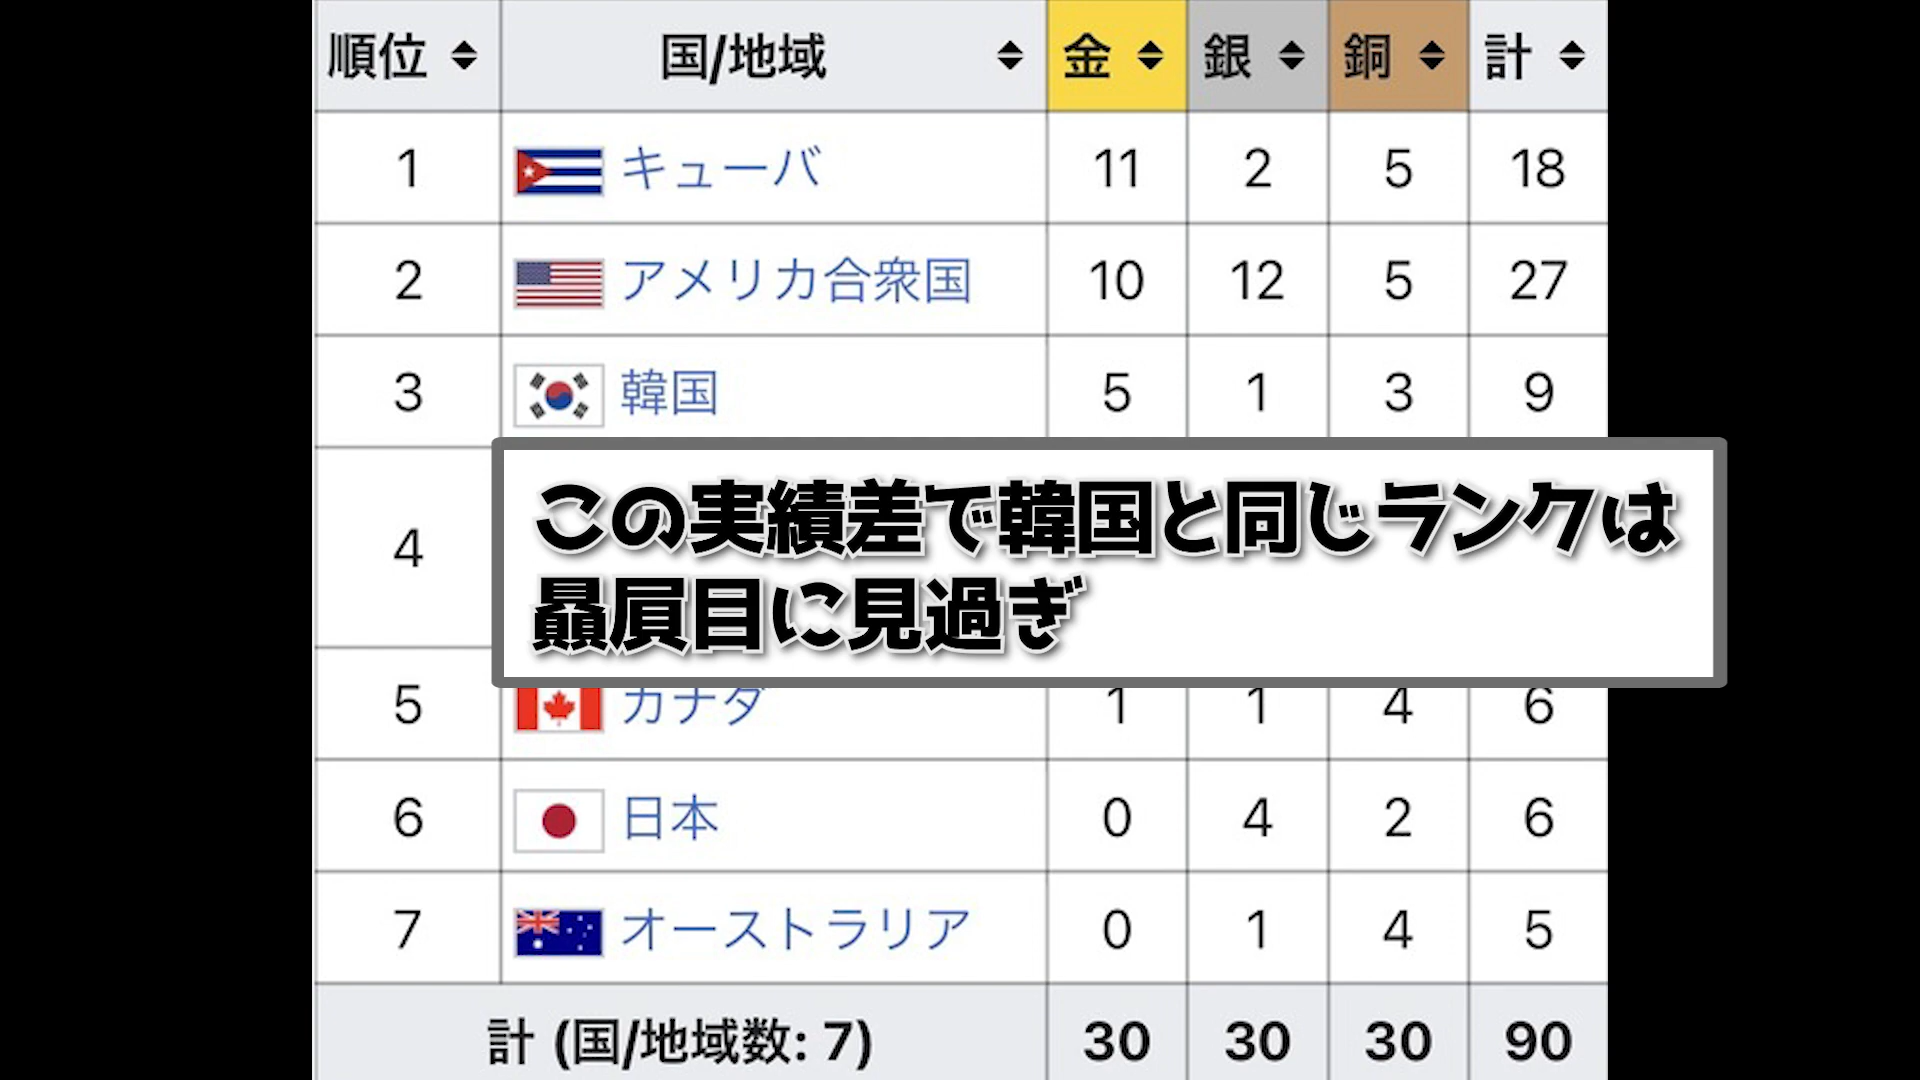 順位 国/地域 金 銀 銅 計
1 キューバ 11 2 5 18
2 アメリカ合衆国 10 12 5 27
3 韓国 5 1 3 9
4
この実績差で韓国と同じランクは
贔屓目に見過ぎ
5 カナダ 1 1 4 6
6 日本 0 4 2 6
7 オーストラリア 0 1 4 5
計 (国/地域数: 7) 30 30 30 90